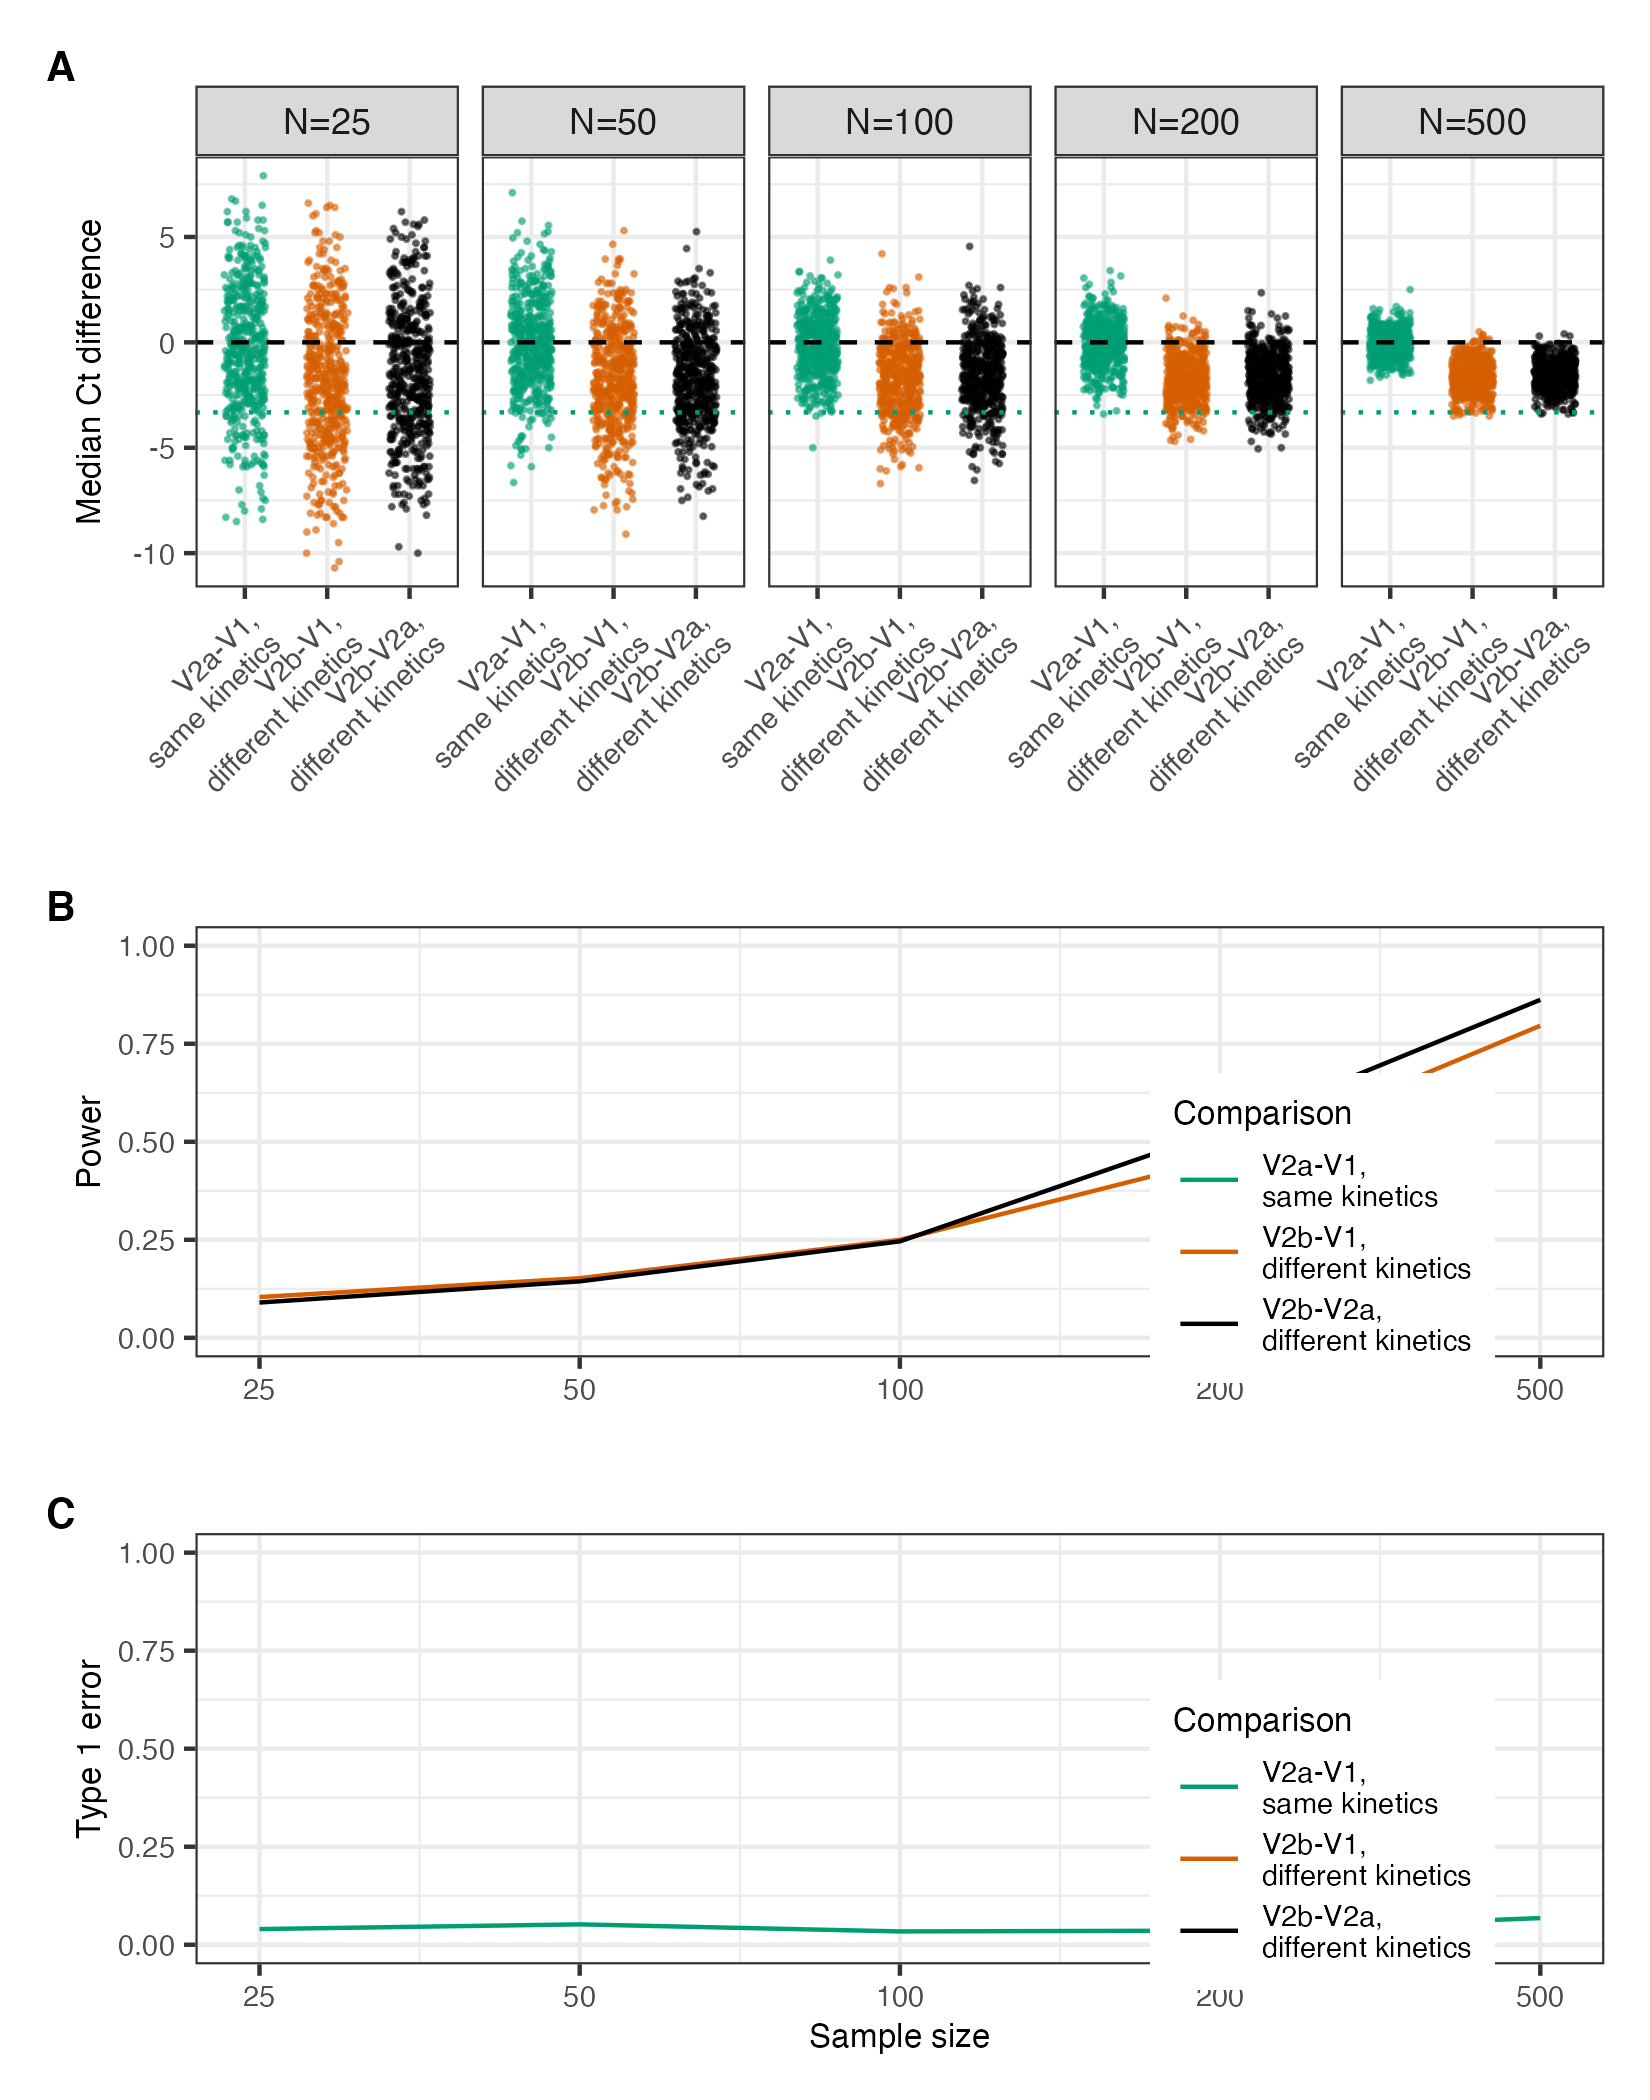 A
N=25
N=50
N=100
N=200
N=500
Median Ct difference
5
0
-5
-10
V2a-V1,
same kinetics
V2b-V1,
different kinetics
V2b-V2a,
different kinetics
V2a-V1,
same kinetics
V2b-V1,
different kinetics
V2b-V2a,
different kinetics
V2a-V1,
same kinetics
V2b-V1,
different kinetics
V2b-V2a,
different kinetics
V2a-V1,
same kinetics
V2b-V1,
different kinetics
V2b-V2a,
different kinetics
V2a-V1,
same kinetics
V2b-V1,
different kinetics
V2b-V2a,
different kinetics
B
Power
1.00
0.75
0.50
0.25
0.00
Comparison
V2a-V1,
same kinetics
V2b-V1,
different kinetics
V2b-V2a,
different kinetics
25
50
100
200
500
C
Type 1 error
1.00
0.75
0.50
0.25
0.00
Comparison
V2a-V1,
same kinetics
V2b-V1,
different kinetics
V2b-V2a,
different kinetics
25
50
100
200
500
Sample size